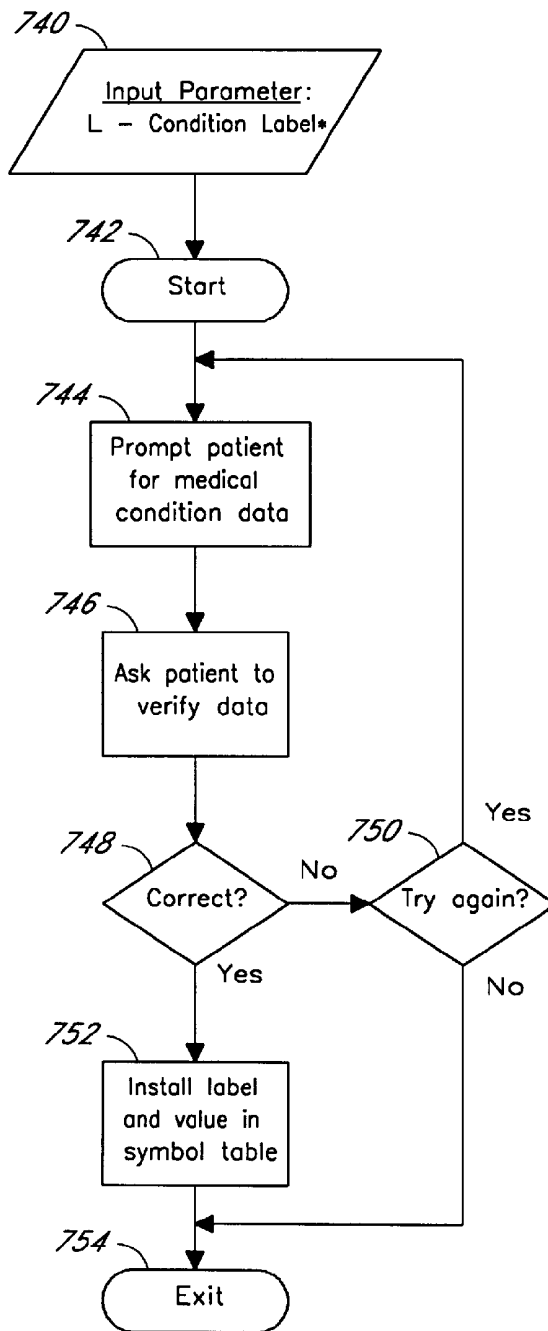 740
Input Parameter:
L - Condition Label*
742
Start
744
Prompt patient
for medical
condition data
746
Ask patient to
verify data
748
Correct?
No
750
Try again?
Yes
No
Yes
752
Install label
and value in
symbol table
754
Exit